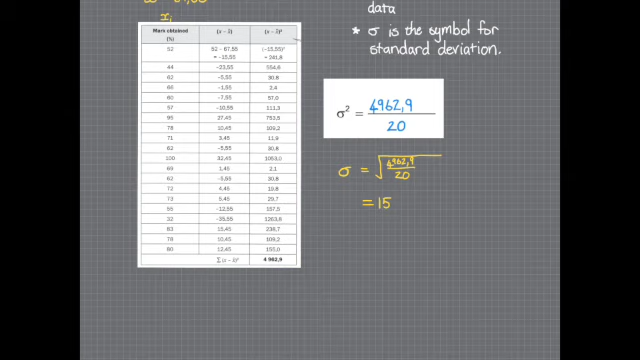 xᵢ
data
* σ is the symbol for
standard deviation.
Mark obtained (%) (x − x̄) (x − x̄)²
52 52 − 67,55 = −15,55 (−15,55)² = 241,8
44 −23,55 554,6
62 −5,55 30,8
66 −1,55 2,4
60 −7,55 57,0
57 −10,55 111,3
95 27,45 753,5
78 10,45 109,2
71 3,45 11,9
62 −5,55 30,8
100 32,45 1053,0
69 1,45 2,1
62 −5,55 30,8
72 4,45 19,8
73 5,45 29,7
55 −12,55 157,5
32 −35,55 1263,8
83 15,45 238,7
78 10,45 109,2
80 12,45 155,0
∑(x − x̄)² 4 962,9
σ² = 4962,9 / 20
σ = √(4962,9 / 20)
= 15